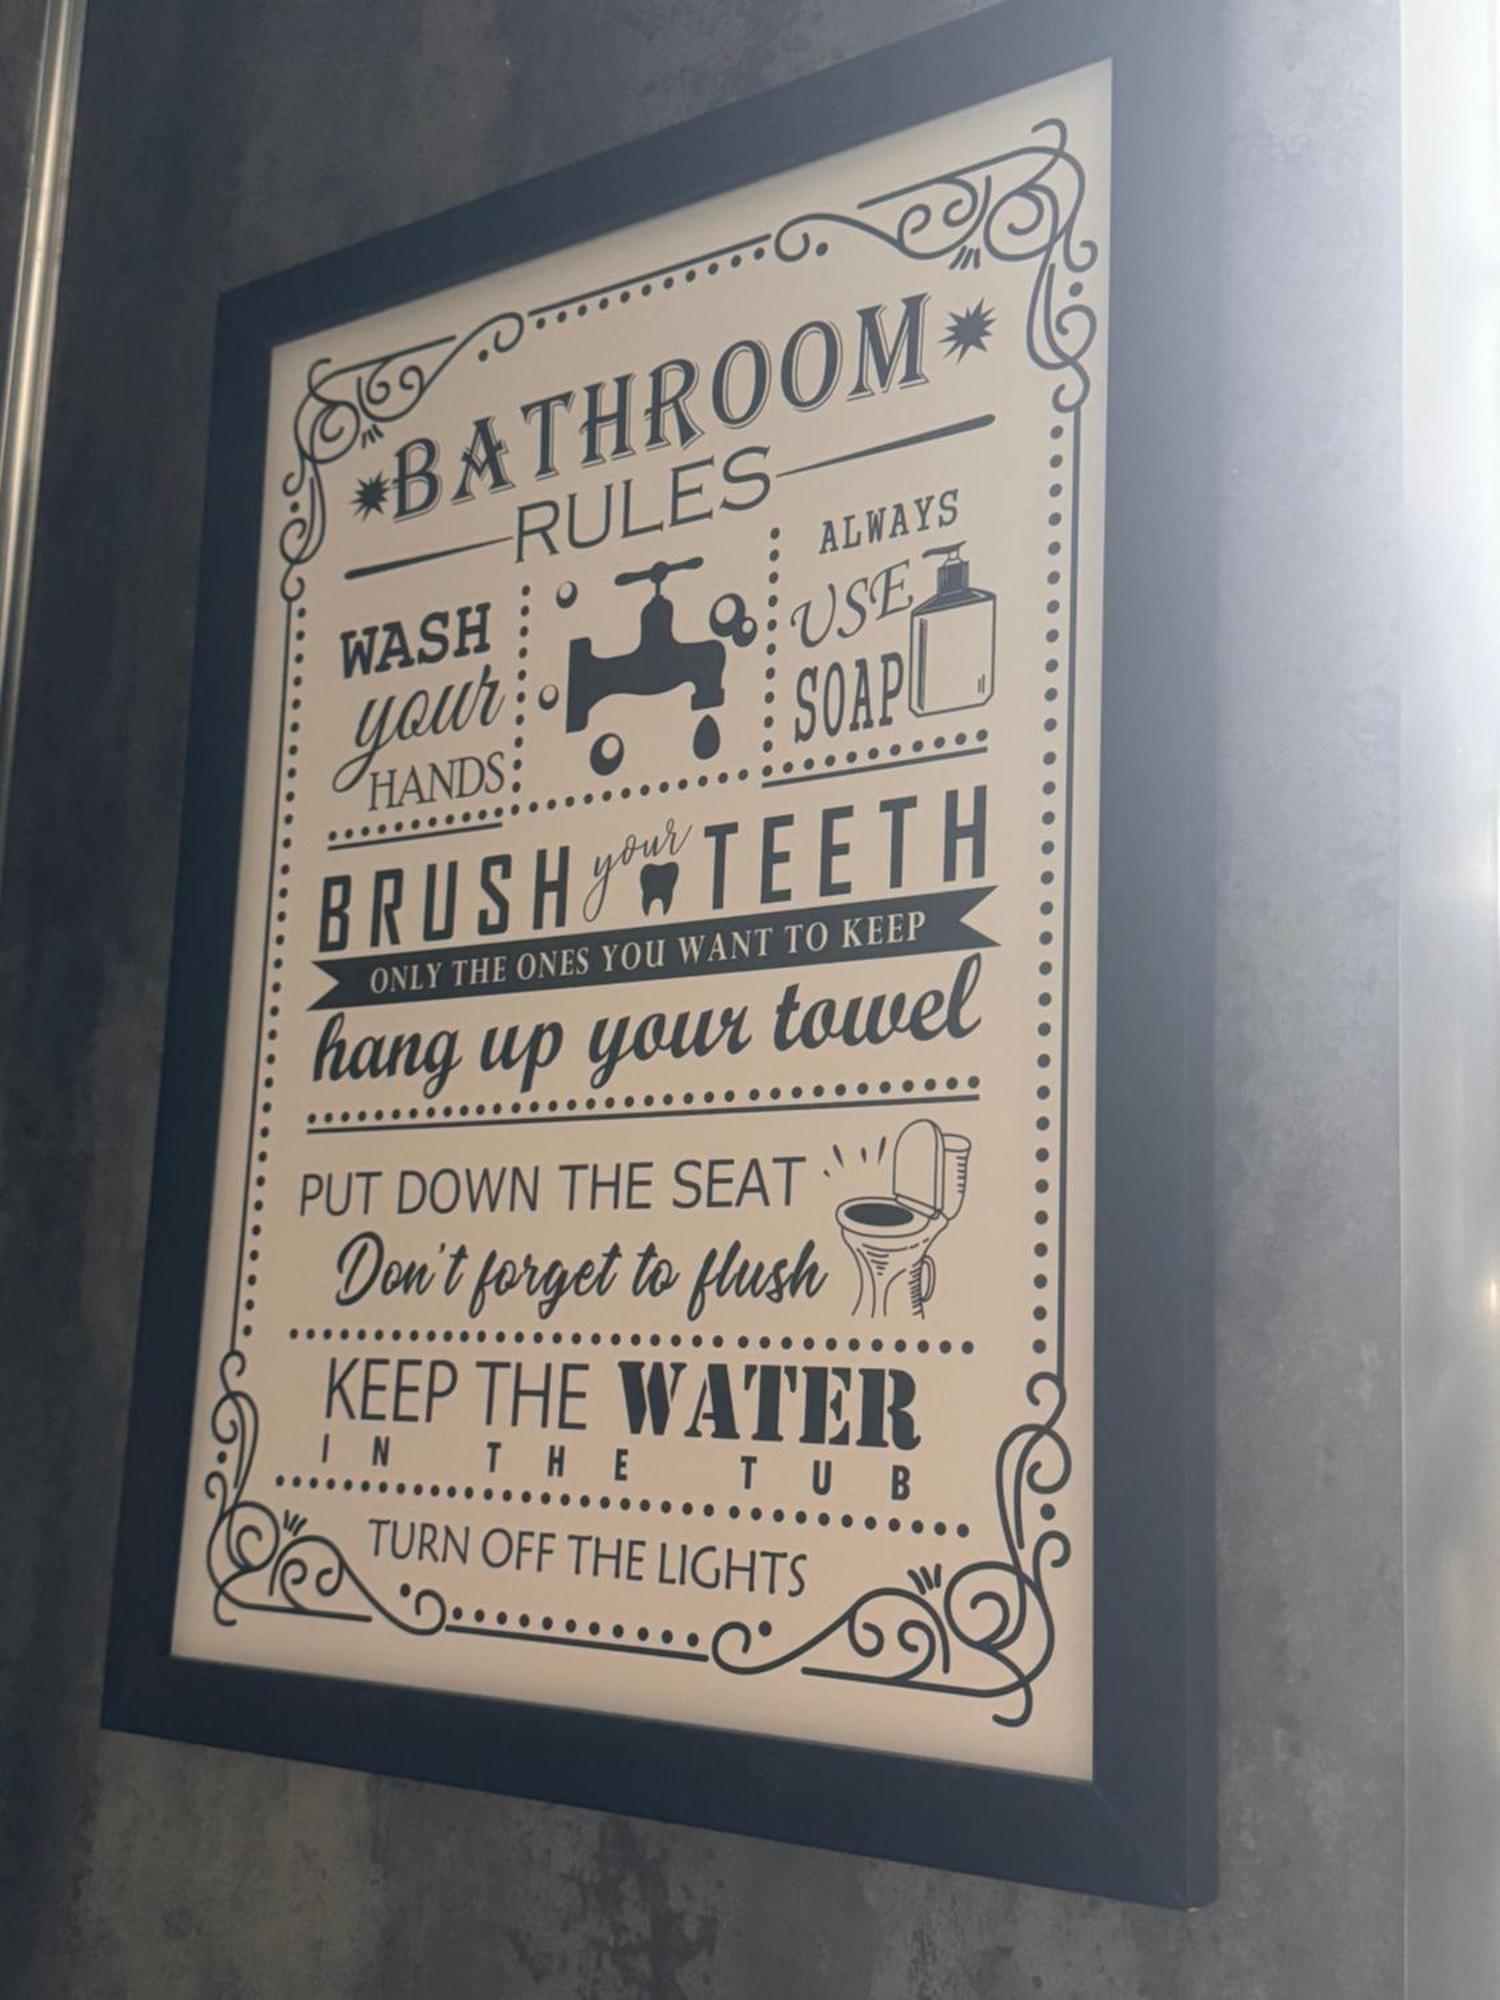 BATHROOM
RULES
WASH
your
HANDS
ALWAYS
USE
SOAP
BRUSH your TEETH
ONLY THE ONES YOU WANT TO KEEP
hang up your towel
PUT DOWN THE SEAT
Don't forget to flush
KEEP THE WATER
IN THE TUB
TURN OFF THE LIGHTS